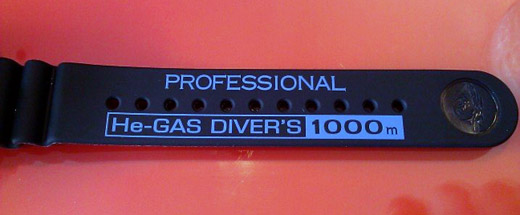 PROFESSIONAL
He-GAS DIVER'S 1000m